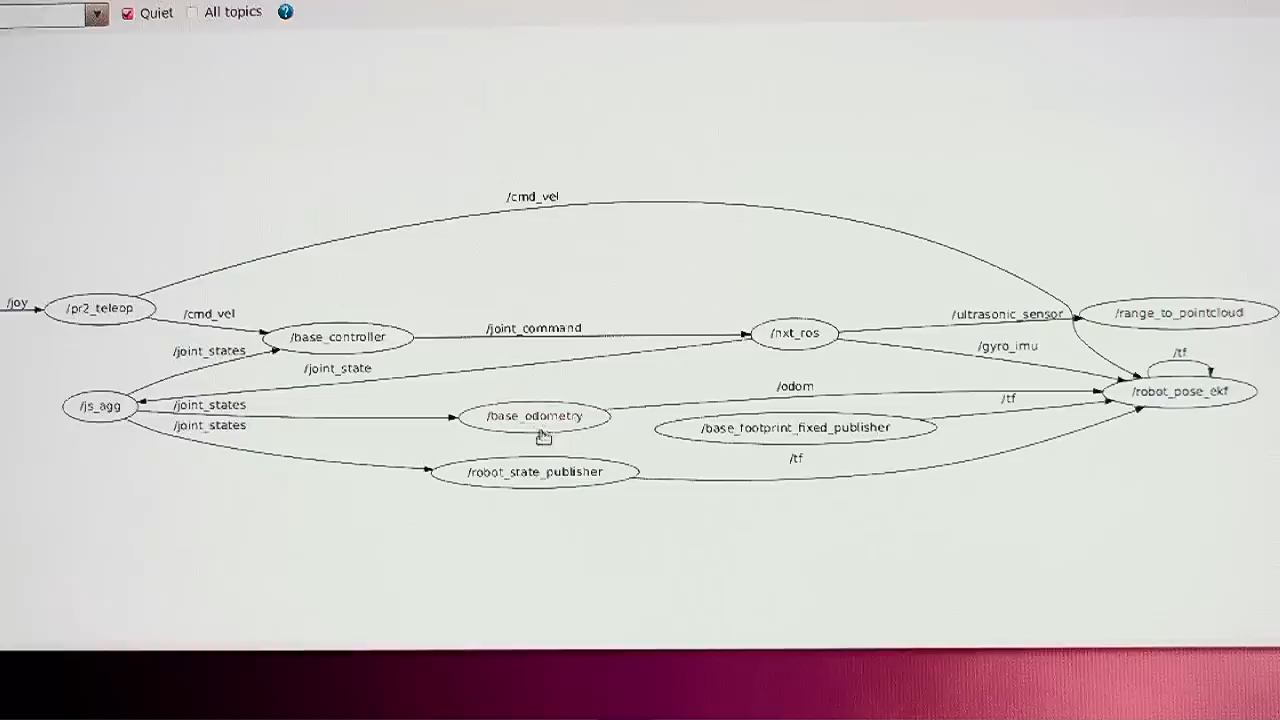 Quiet All topics ?
/cmd_vel
/joy
/pr2_teleop
/cmd_vel
/base_controller
/joint_command
/nxt_ros
/ultrasonic_sensor
/range_to_pointcloud
/joint_states
/joint_state
/gyro_imu
/tf
/js_agg
/joint_states
/joint_states
/base_odometry
/odom
/base_footprint_fixed_publisher
/tf
/robot_pose_ekf
/robot_state_publisher
/tf